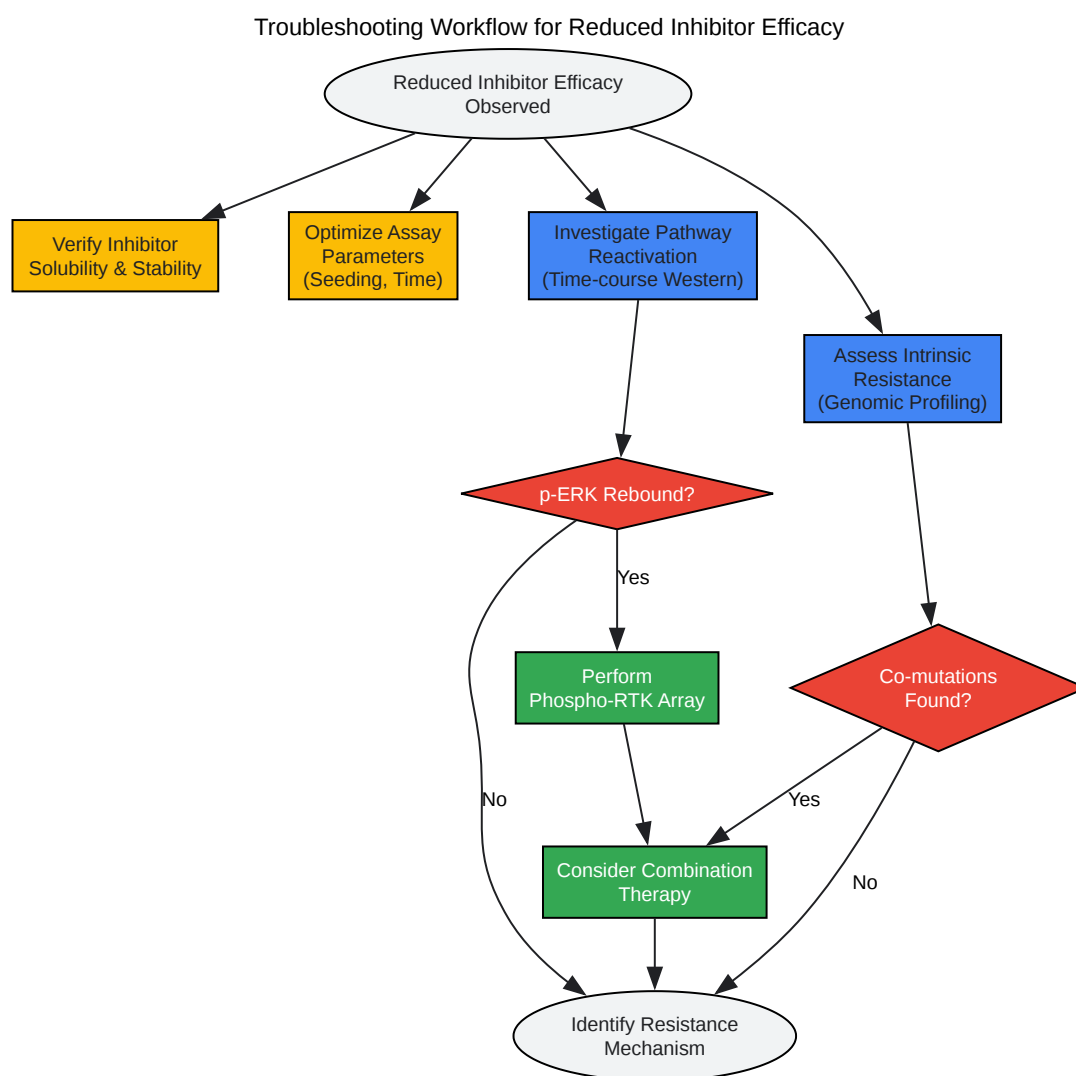 Troubleshooting Workflow for Reduced Inhibitor Efficacy
Reduced Inhibitor Efficacy
Observed
Verify Inhibitor
Solubility & Stability
Optimize Assay
Parameters
(Seeding, Time)
Investigate Pathway
Reactivation
(Time-course Western)
Assess Intrinsic
Resistance
(Genomic Profiling)
p-ERK Rebound?
Yes
Perform
Phospho-RTK Array
Co-mutations
Found?
No
Yes
Consider Combination
Therapy
No
Identify Resistance
Mechanism